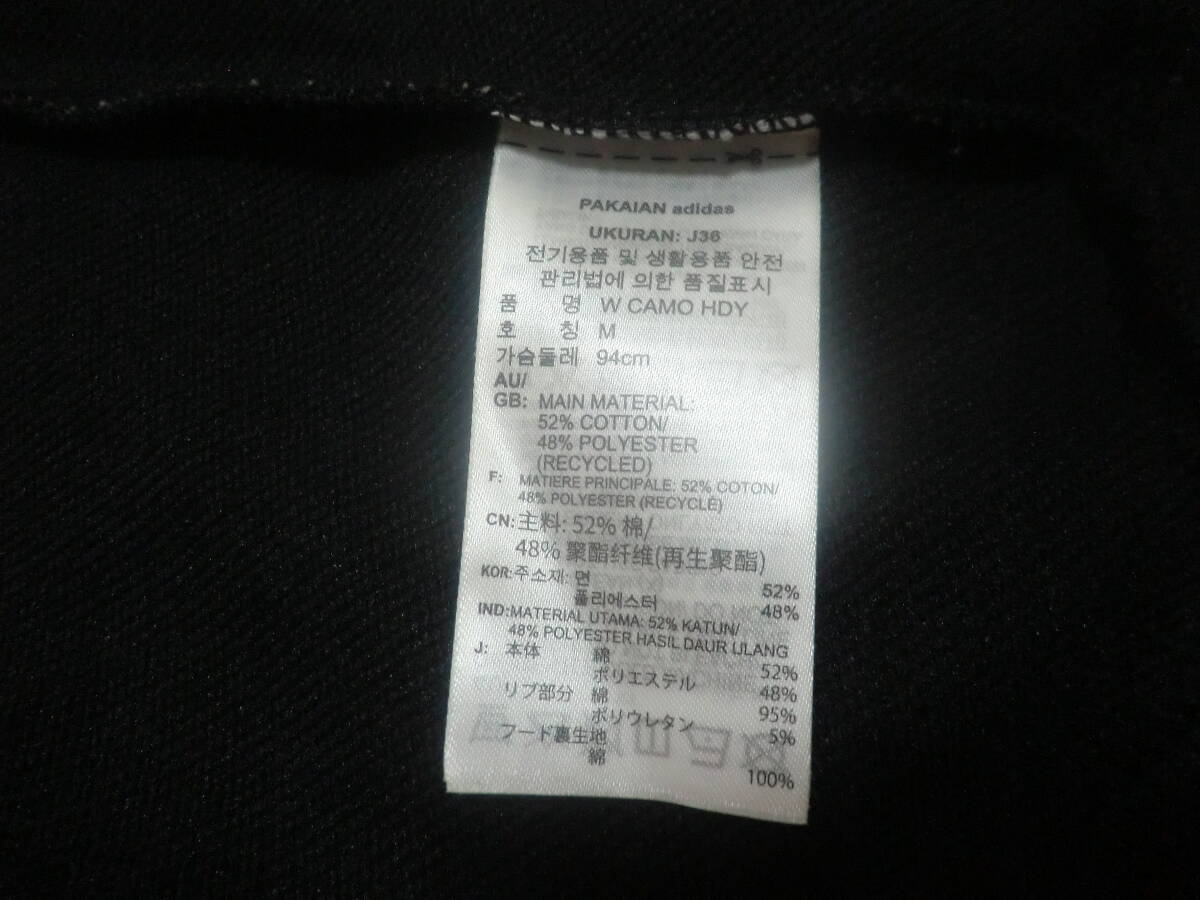 PAKAIAN adidas
UKURAN: J36
전기용품 및 생활용품 안전
관리법에 의한 품질표시
품 명 W CAMO HDY
호 칭 M
가슴둘레 94cm
AU/
GB: MAIN MATERIAL:
52% COTTON/
48% POLYESTER
(RECYCLED)
F: MATIERE PRINCIPALE: 52% COTON/
48% POLYESTER (RECYCLÉ)
CN: 主料: 52% 棉/
48% 聚酯纤维(再生聚酯)
KOR: 주소재: 면 52%
폴리에스터 48%
IND: MATERIAL UTAMA: 52% KATUN/
48% POLYESTER HASIL DAUR ULANG
J: 本体 綿 52%
ポリエステル 48%
リブ部分 綿 95%
ポリウレタン 5%
フード裏生地
綿 100%